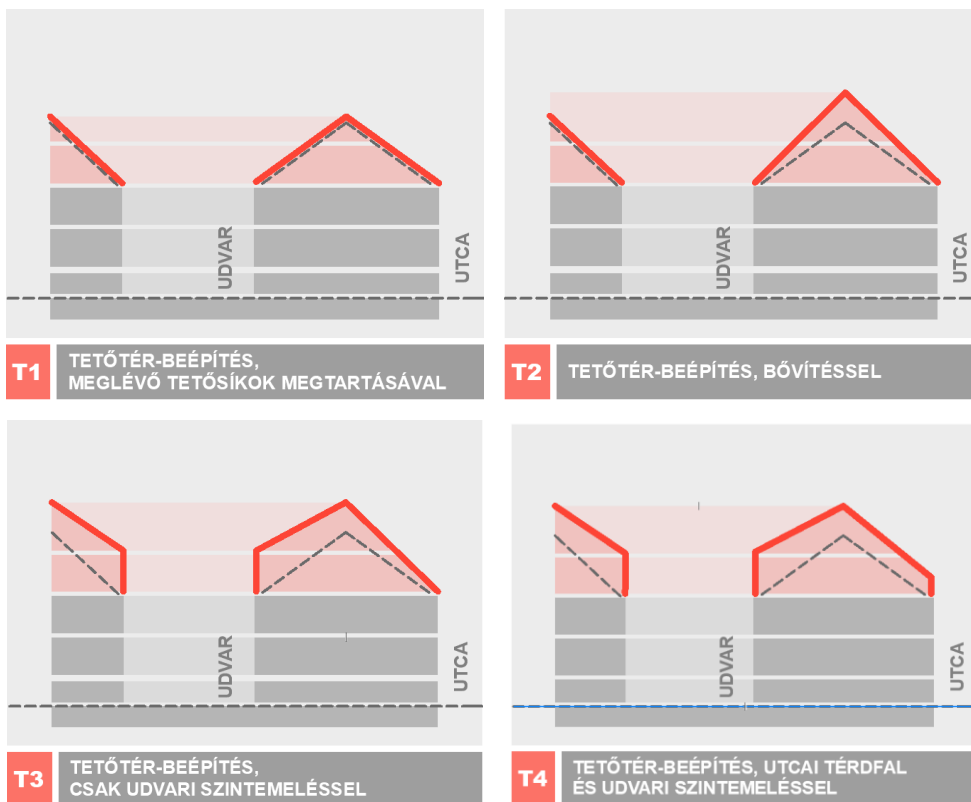 UDVAR
UTCA
T1
TETŐTÉR-BEÉPÍTÉS,
MEGLÉVŐ TETŐSÍKOK MEGTARTÁSÁVAL
UDVAR
UTCA
T2
TETŐTÉR-BEÉPÍTÉS, BŐVÍTÉSSEL
UDVAR
UTCA
T3
TETŐTÉR-BEÉPÍTÉS,
CSAK UDVARI SZINTEMELÉSSEL
UDVAR
UTCA
T4
TETŐTÉR-BEÉPÍTÉS, UTCAI TÉRDFAL
ÉS UDVARI SZINTEMELÉSSEL